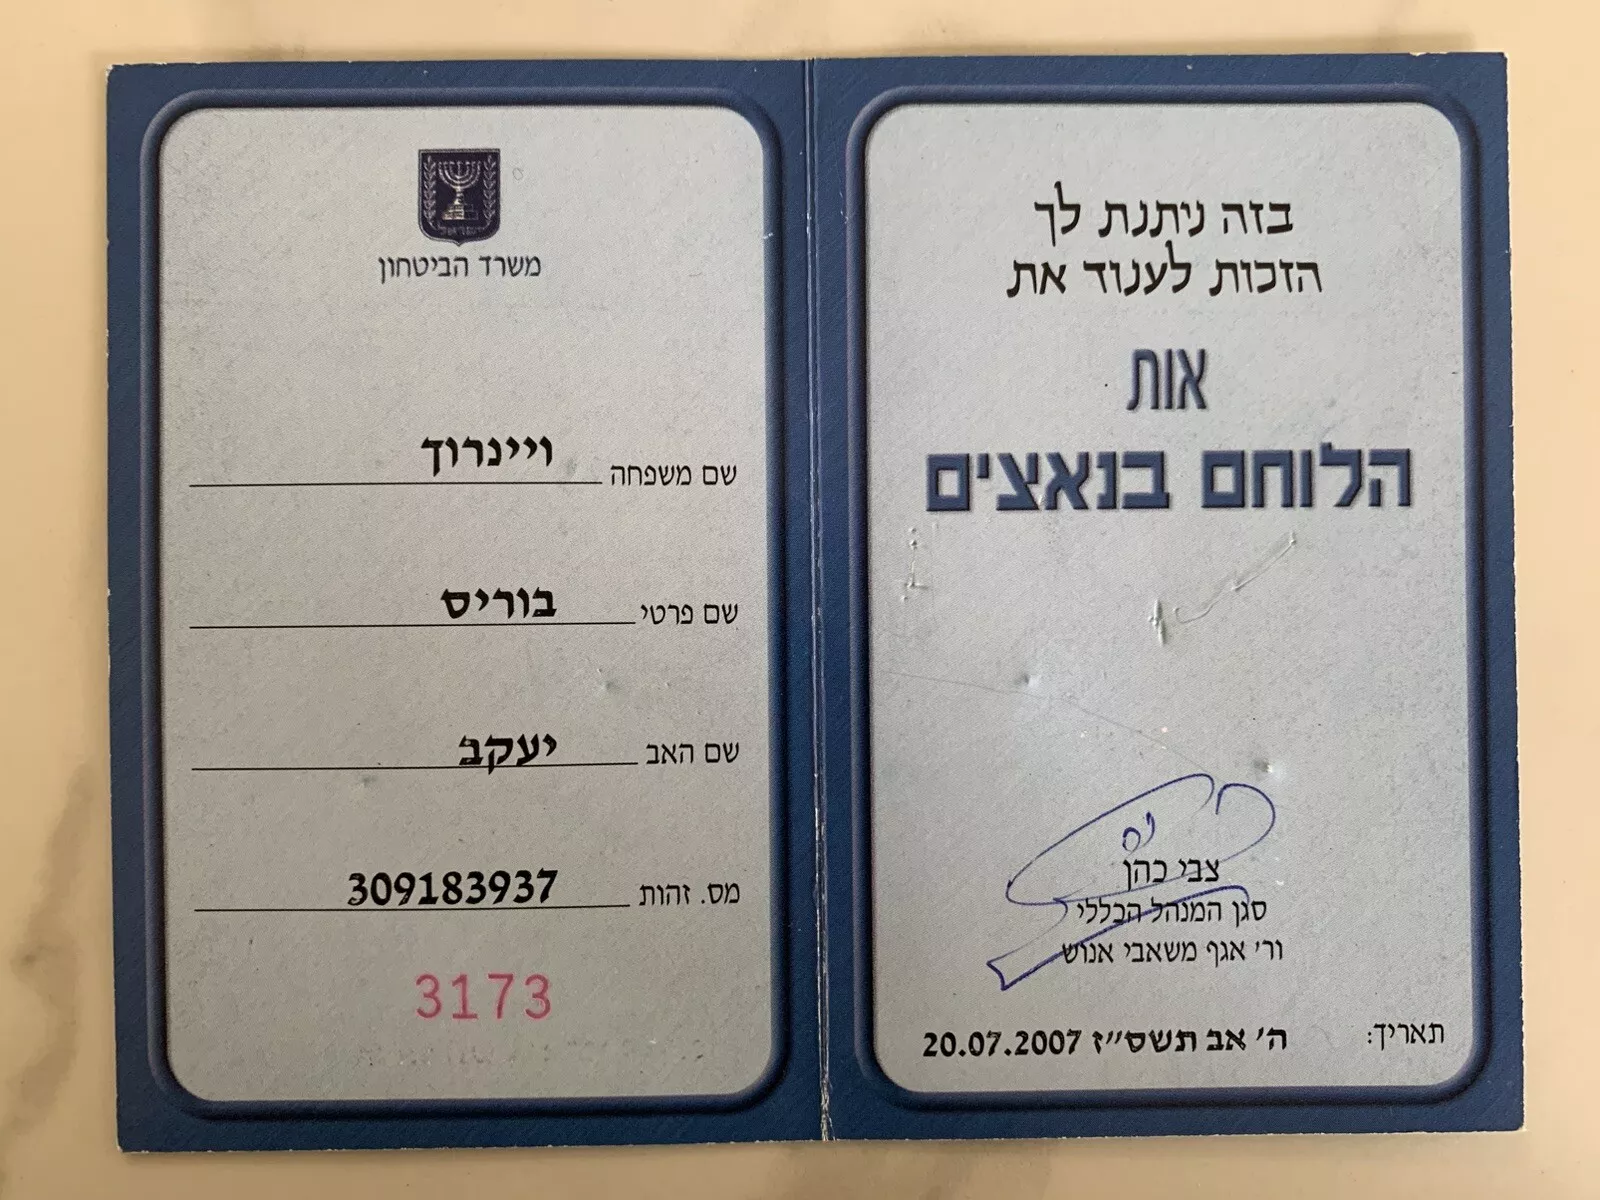 בזה ניתנת לך
הזכות לענוד את
אות
הלוחם בנאצים
צבי כהן
סגן המנהל הכללי
ור׳ אגף משאבי אנוש
תאריך: ה׳ אב תשס״ז 20.07.2007
משרד הביטחון
שם משפחה ויינרוך
שם פרטי בוריס
שם האב יעקב
מס. זהות 309183937
3173